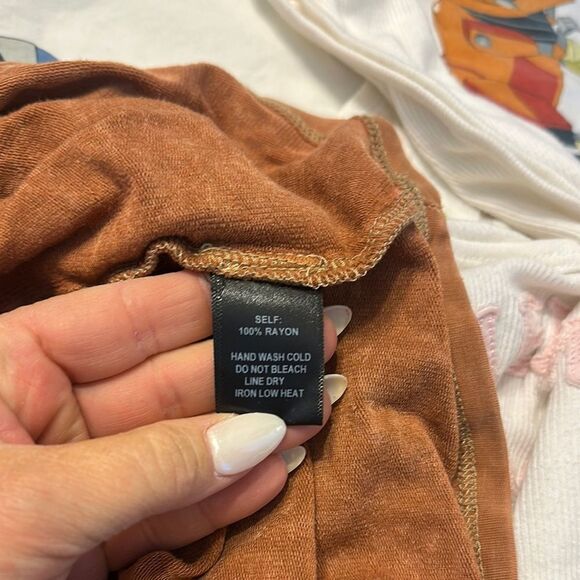 SELF:
100% RAYON
HAND WASH COLD
DO NOT BLEACH
LINE DRY
IRON LOW HEAT